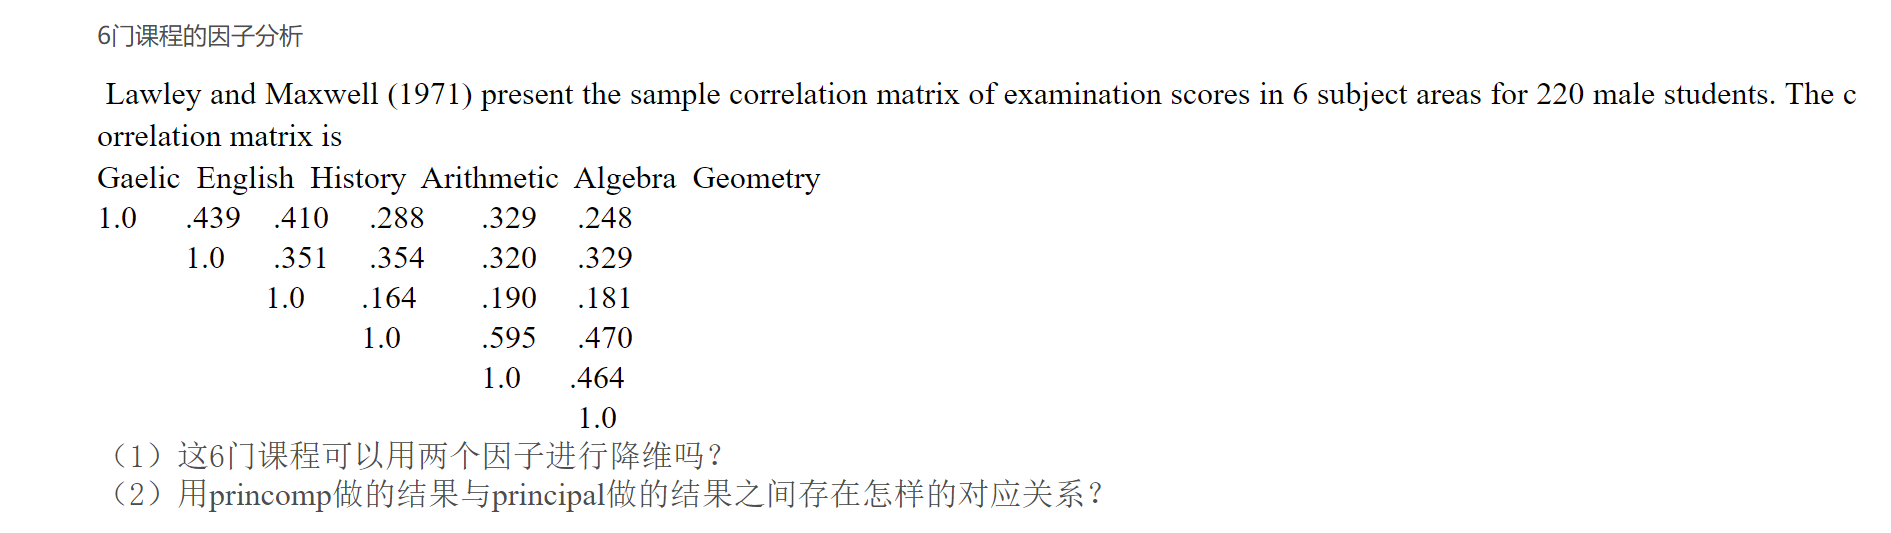 6门课程的因子分析
Lawley and Maxwell (1971) present the sample correlation matrix of examination scores in 6 subject areas for 220 male students. The c
orrelation matrix is
Gaelic English History Arithmetic Algebra Geometry
1.0 .439 .410 .288 .329 .248
1.0 .351 .354 .320 .329
1.0 .164 .190 .181
1.0 .595 .470
1.0 .464
1.0
（1）这6门课程可以用两个因子进行降维吗？
（2）用princomp做的结果与principal做的结果之间存在怎样的对应关系？